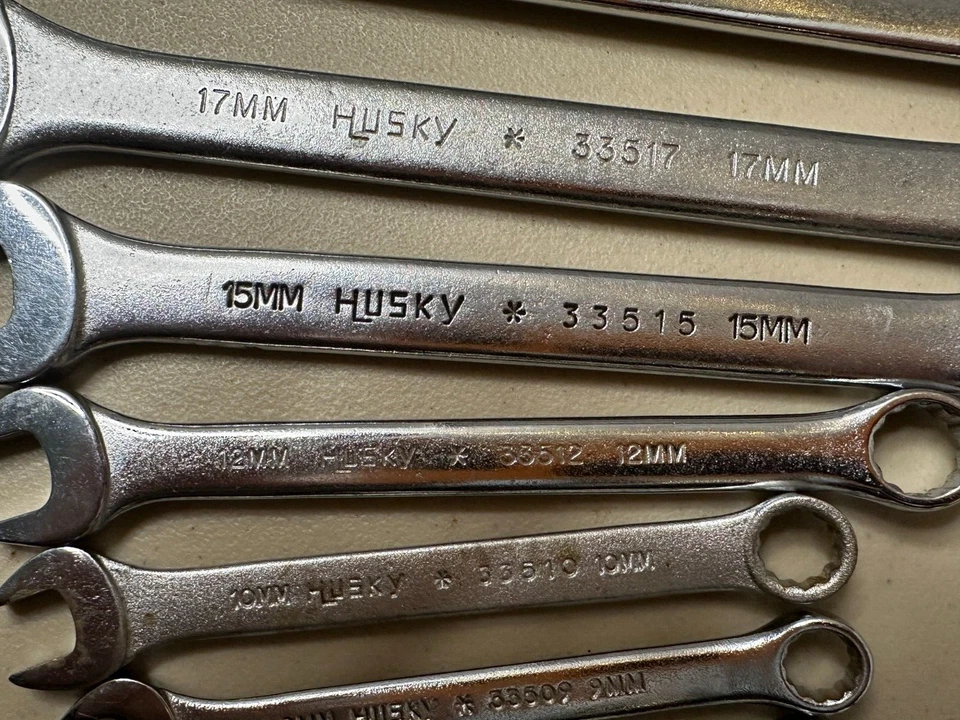 17MM HUSKY * 33517 17MM
15MM HUSKY * 33515 15MM
12MM HUSKY * 33512 12MM
10MM HUSKY * 33510 10MM
HUSKY * 33509 9MM